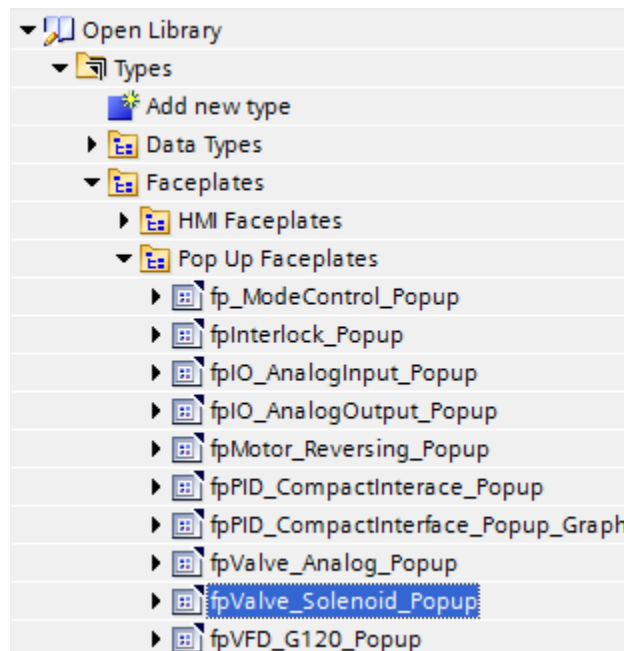 Open Library
Types
Add new type
Data Types
Faceplates
HMI Faceplates
Pop Up Faceplates
fp_ModeControl_Popup
fpInterlock_Popup
fpIO_AnalogInput_Popup
fpIO_AnalogOutput_Popup
fpMotor_Reversing_Popup
fpPID_CompactInterace_Popup
fpPID_CompactInterface_Popup_Graph
fpValve_Analog_Popup
fpValve_Solenoid_Popup
fpVFD_G120_Popup